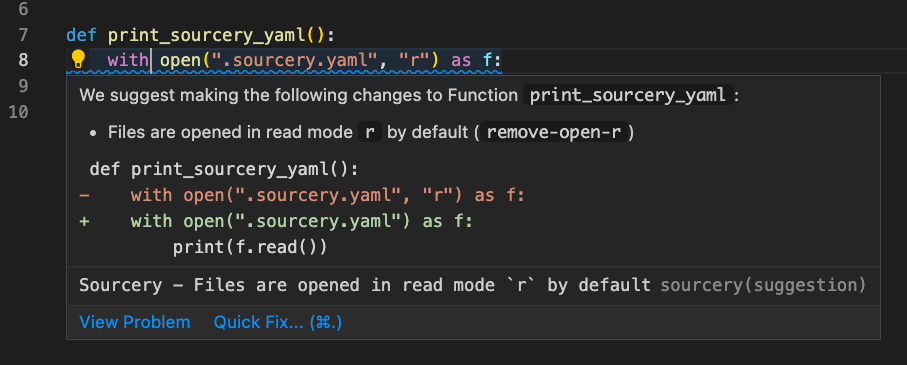 6
7 def print_sourcery_yaml():
8 with open(".sourcery.yaml", "r") as f:
9
10
We suggest making the following changes to Function print_sourcery_yaml :
• Files are opened in read mode r by default ( remove-open-r )
def print_sourcery_yaml():
- with open(".sourcery.yaml", "r") as f:
+ with open(".sourcery.yaml") as f:
print(f.read())
Sourcery - Files are opened in read mode `r` by default sourcery(suggestion)
View Problem Quick Fix... (⌘.)